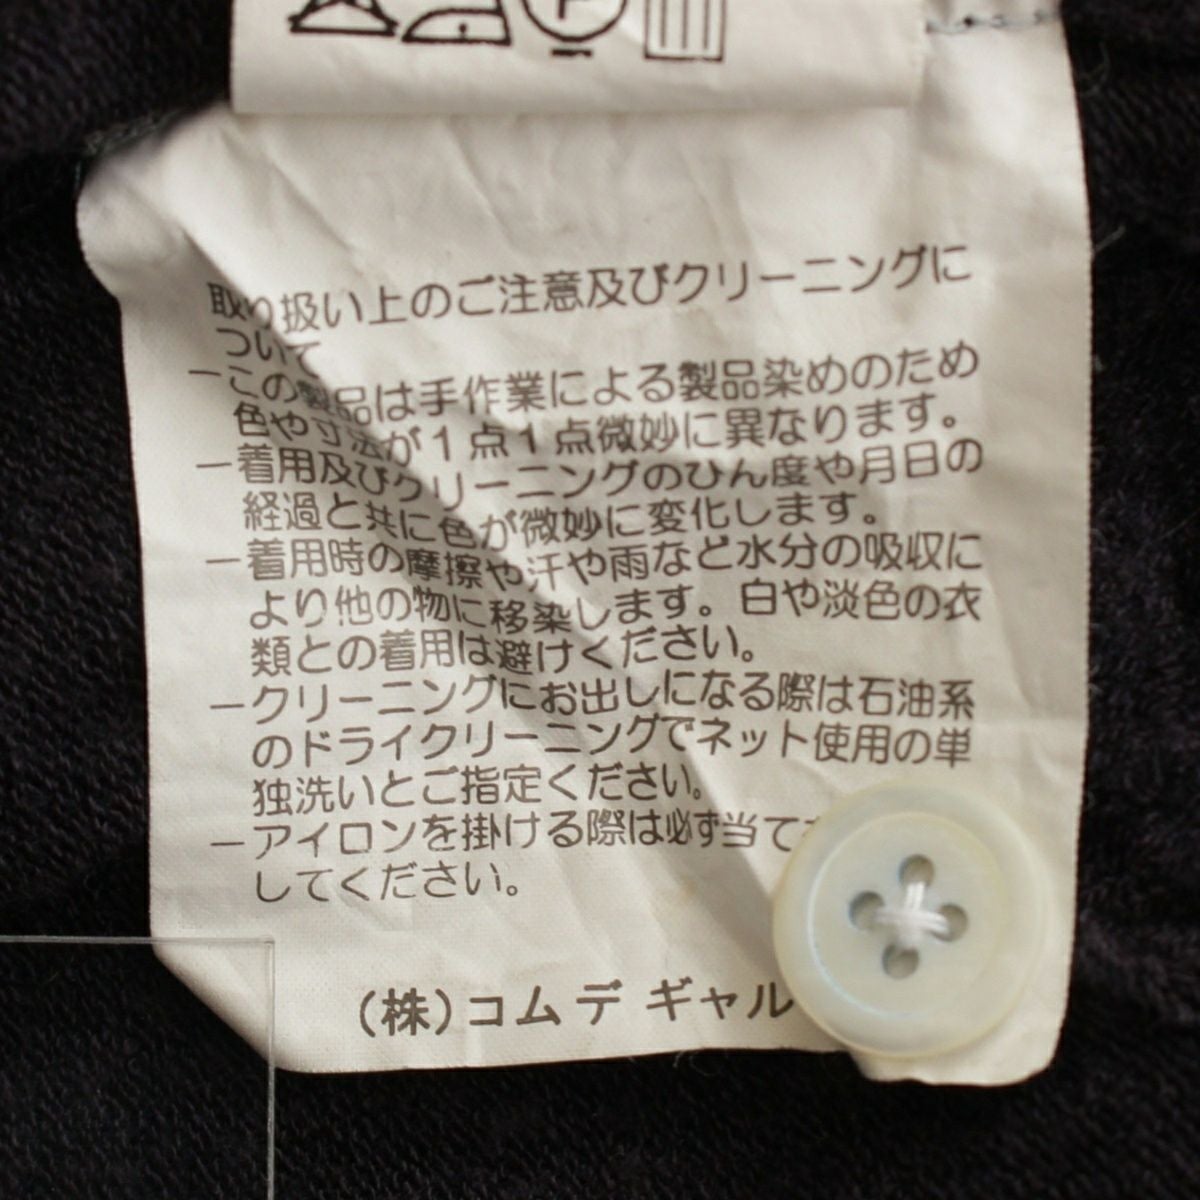 取り扱い上のご注意及びクリーニングに
ついて
－この製品は手作業による製品染めのため
色や寸法が1点1点微妙に異なります。
－着用及びクリーニングのひん度や月日の
経過と共に色が微妙に変化します。
－着用時の摩擦や汗や雨など水分の吸収に
より他の物に移染します。白や淡色の衣
類との着用は避けください。
－クリーニングにお出しになる際は石油系
のドライクリーニングでネット使用の単
独洗いとご指定ください。
－アイロンを掛ける際は必ず当て
してください。
(株)コム デ ギャル